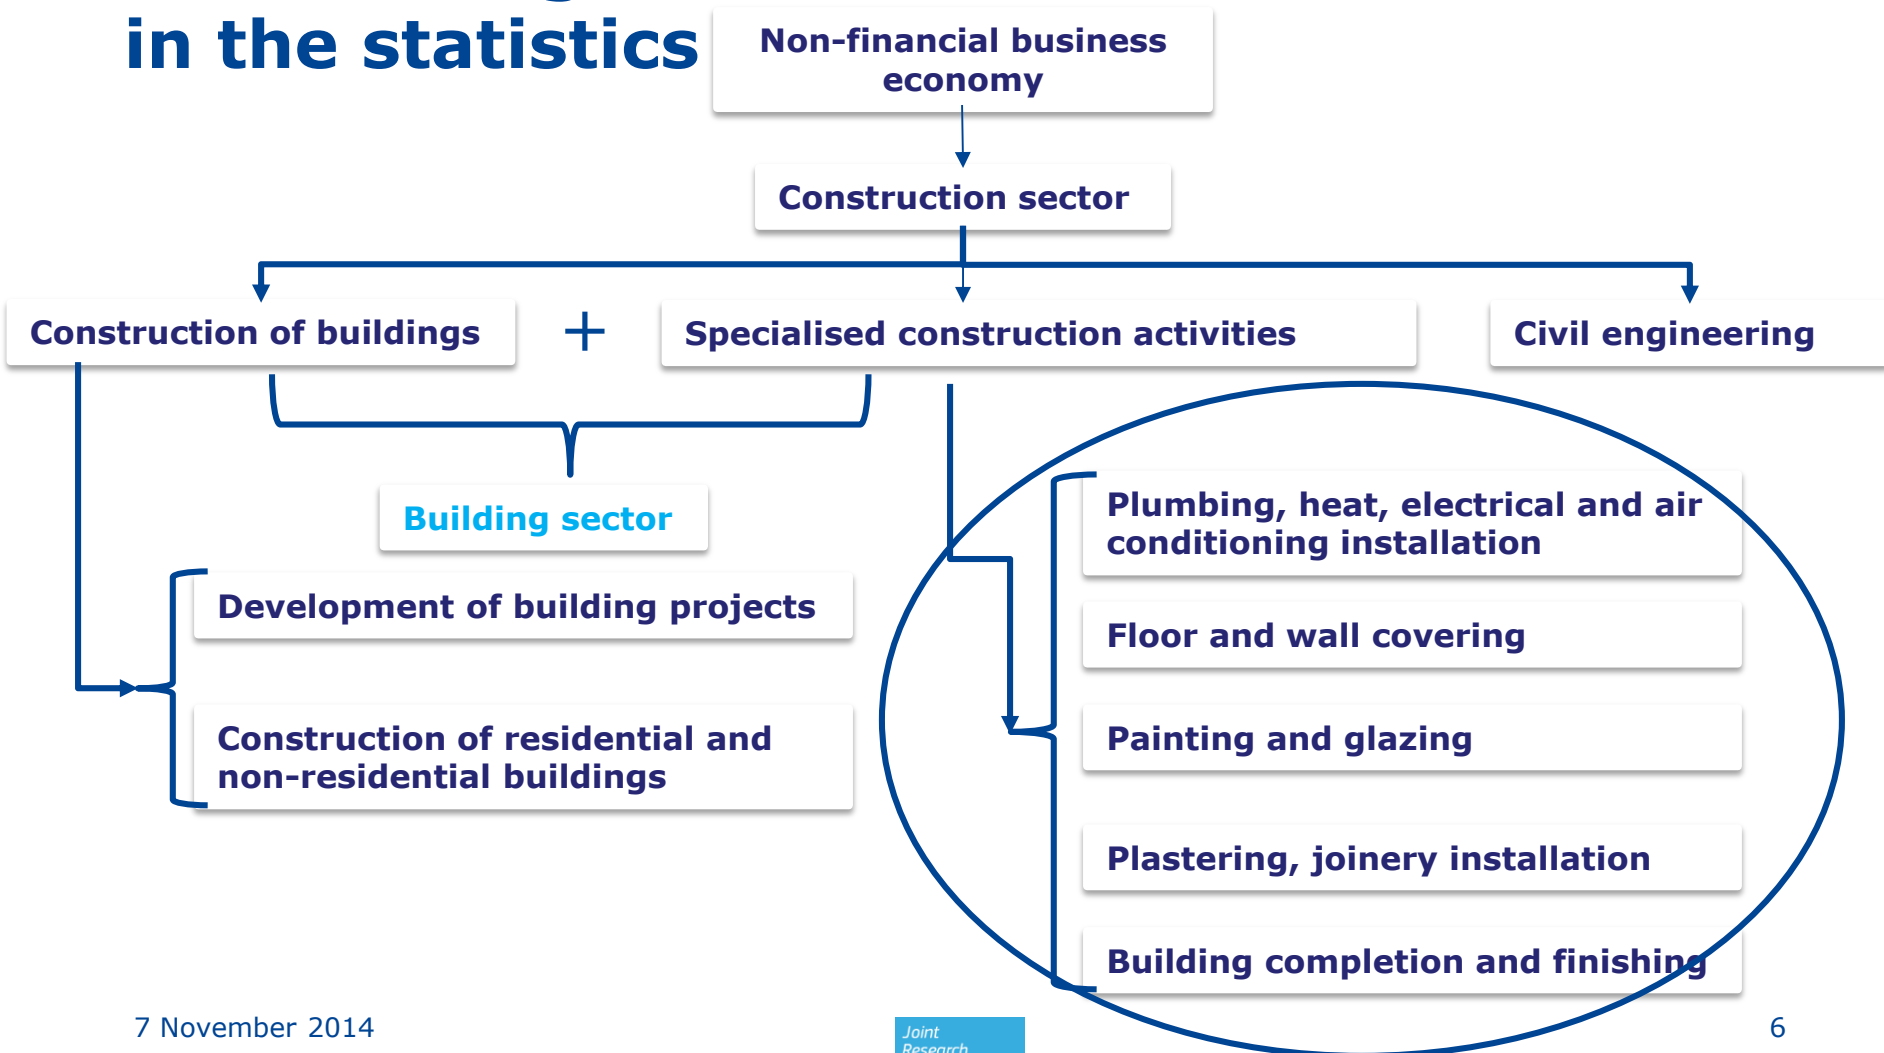 in the statistics
Non-financial business
economy
Construction sector
Construction of buildings
+
Specialised construction activities
Civil engineering
Building sector
Development of building projects
Construction of residential and
non-residential buildings
Plumbing, heat, electrical and air
conditioning installation
Floor and wall covering
Painting and glazing
Plastering, joinery installation
Building completion and finishing
7 November 2014
Joint
Research
6